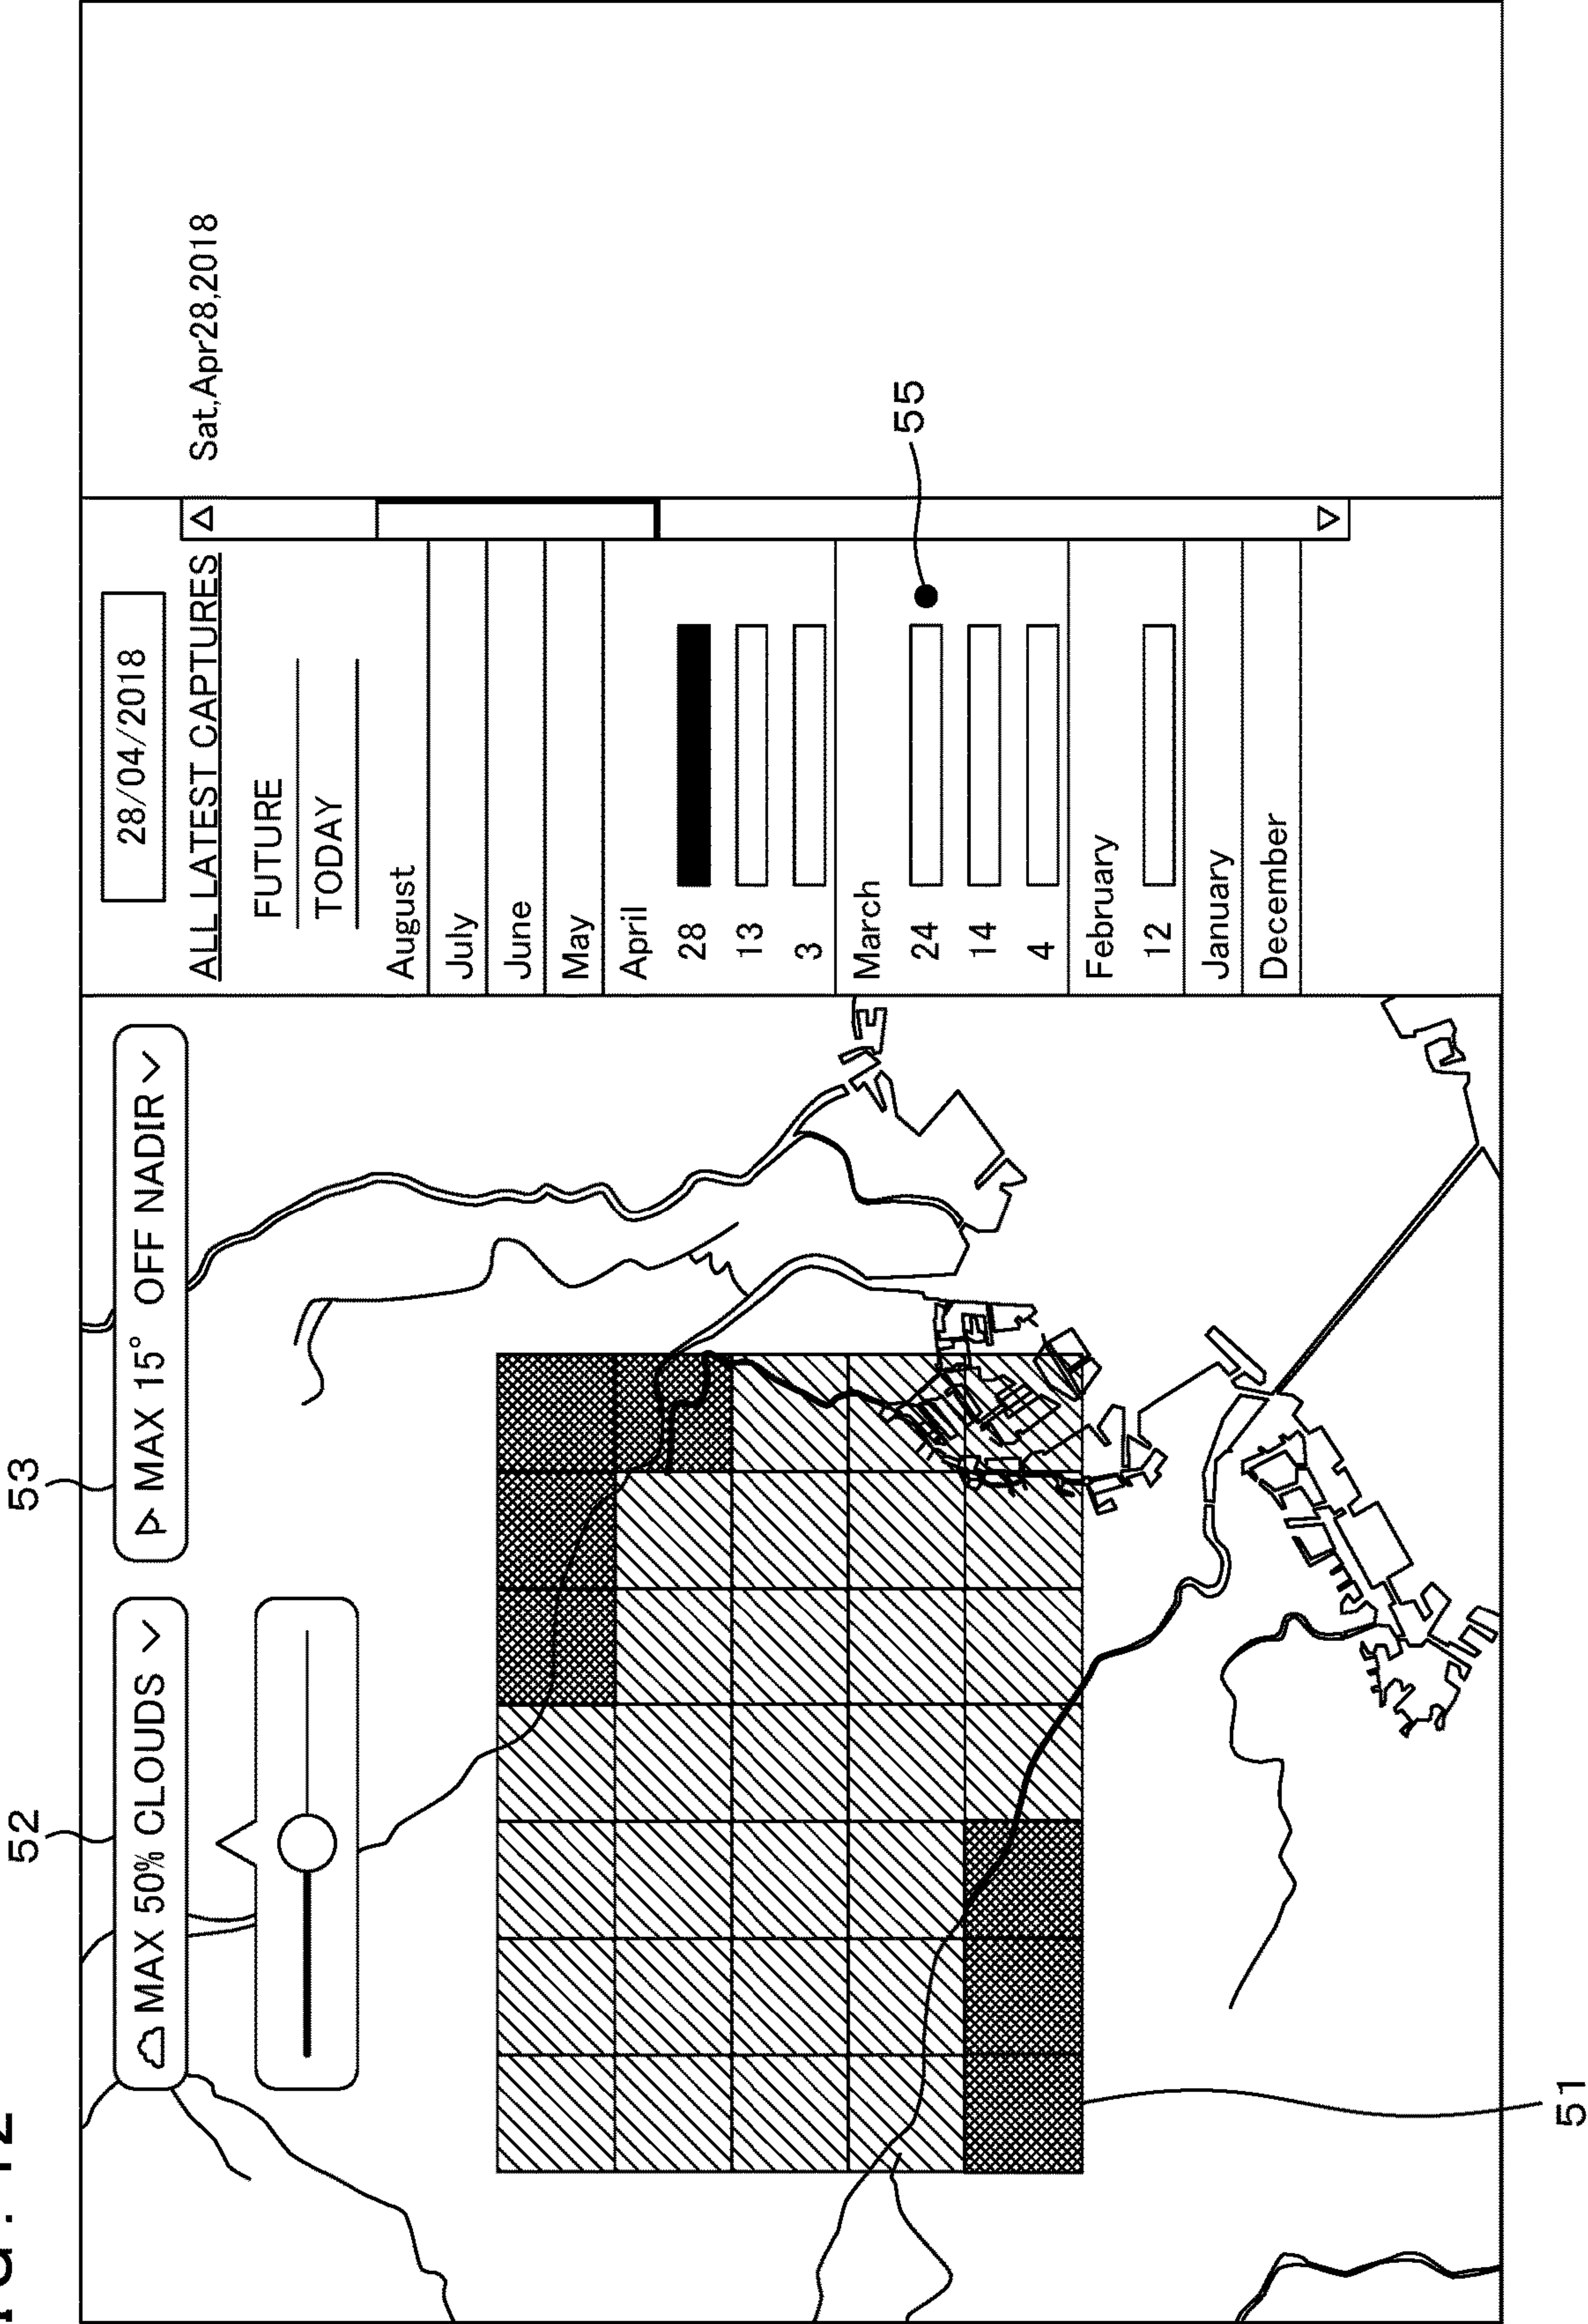 FIG. 12
52
53
MAX 50% CLOUDS
MAX 15° OFF NADIR
28/04/2018
ALL LATEST CAPTURES
Sat,Apr28,2018
FUTURE
TODAY
August
July
June
May
April
28
13
3
March
24
55
14
4
February
12
January
December
51